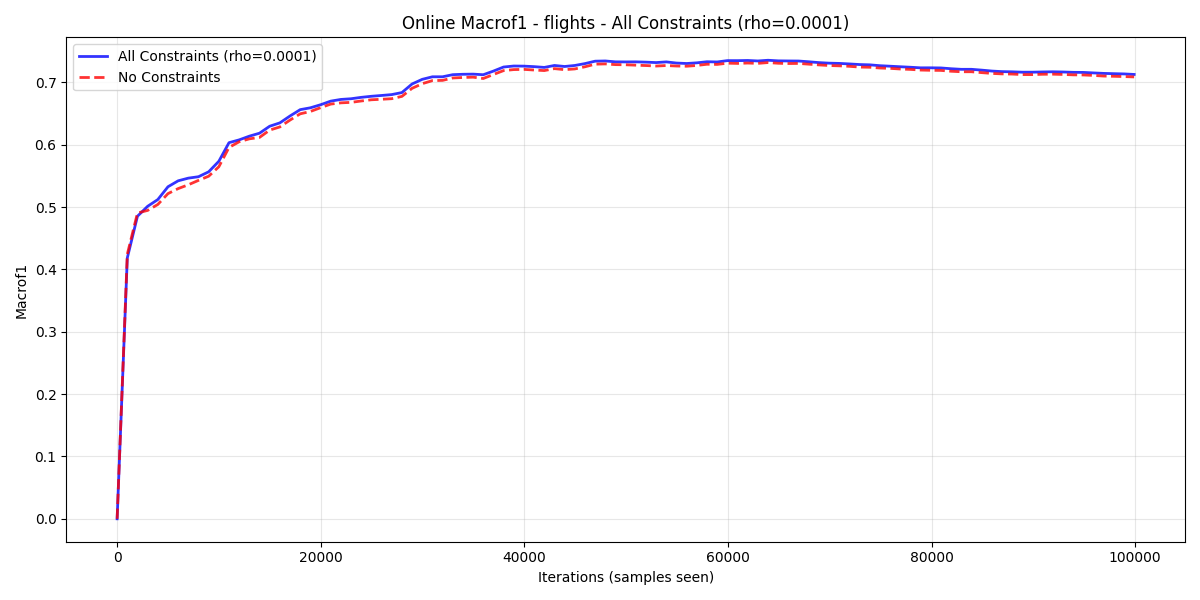 Online Macrof1 - flights - All Constraints (rho=0.0001)
All Constraints (rho=0.0001)
No Constraints
Macrof1
0.7
0.6
0.5
0.4
0.3
0.2
0.1
0.0
0 20000 40000 60000 80000 100000
Iterations (samples seen)